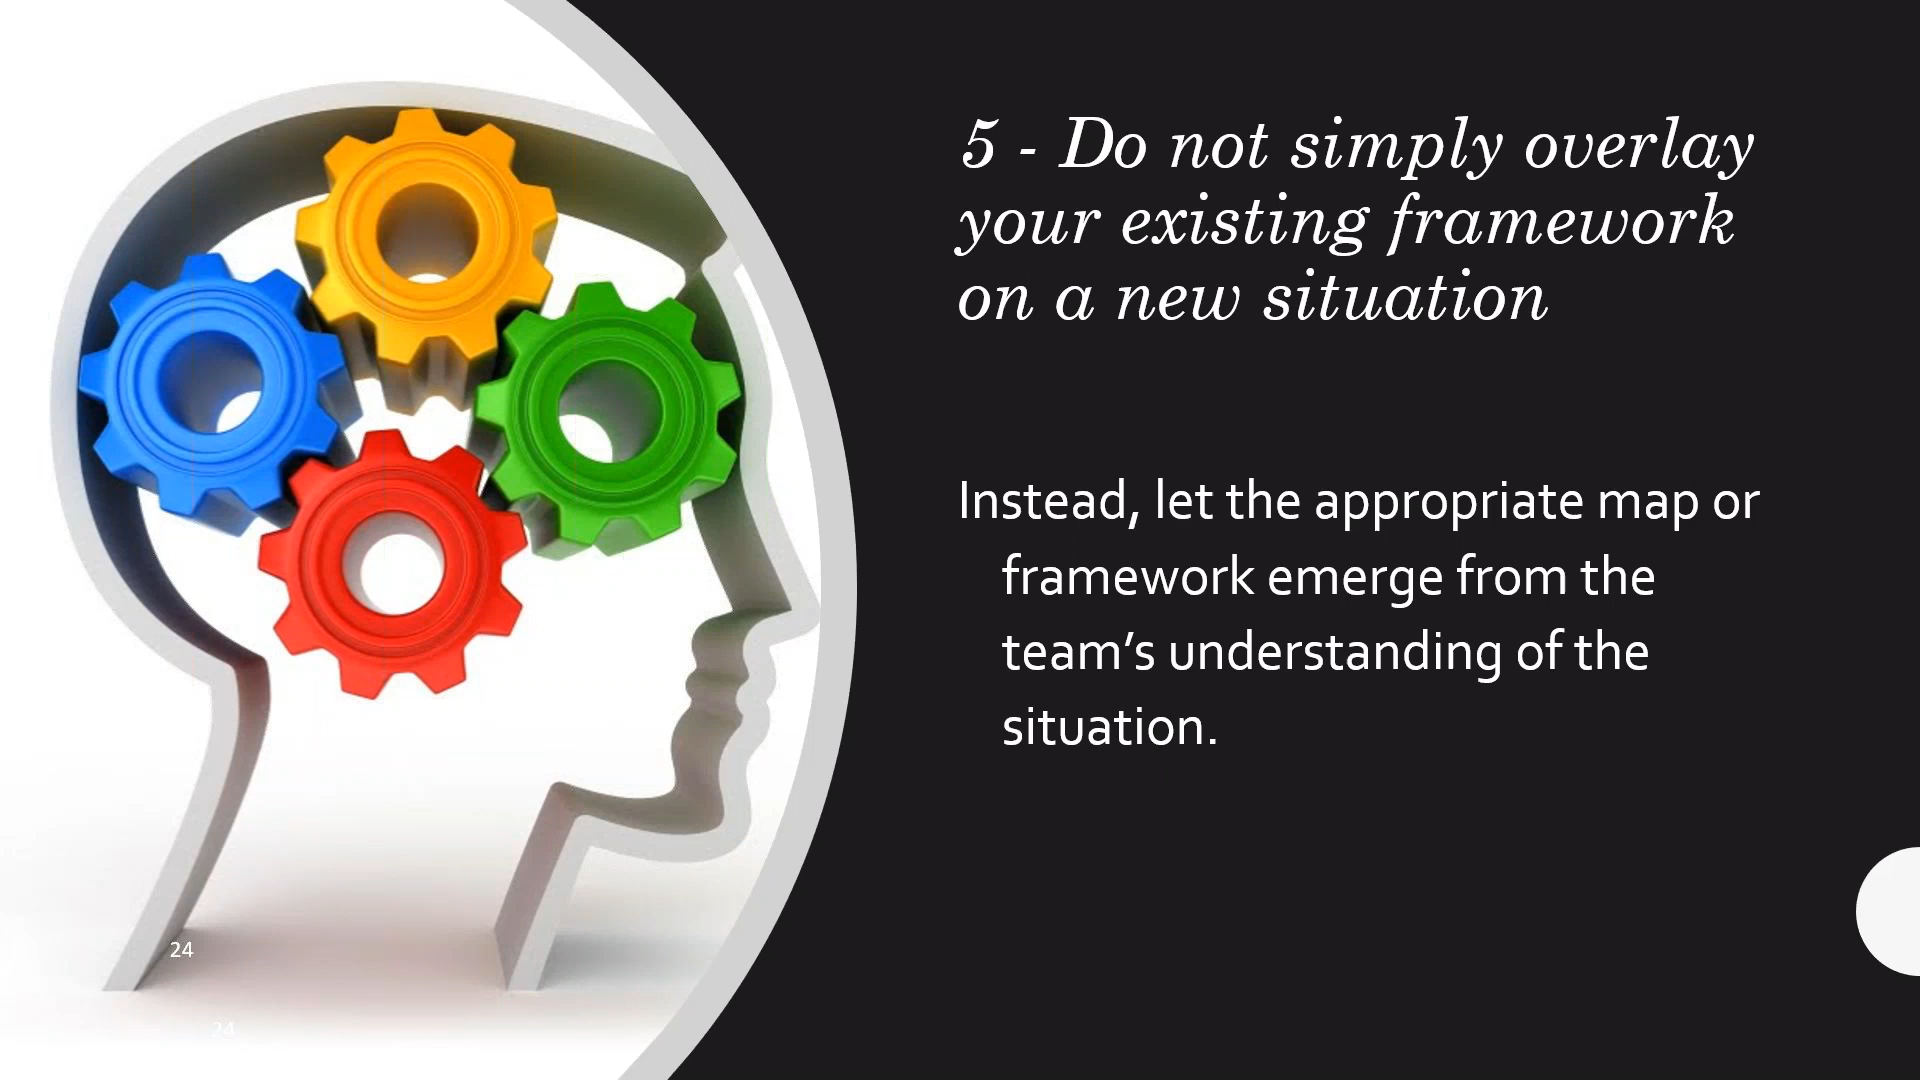 5 - Do not simply overlay
your existing framework
on a new situation
Instead, let the appropriate map or
framework emerge from the
team’s understanding of the
situation.
24
24